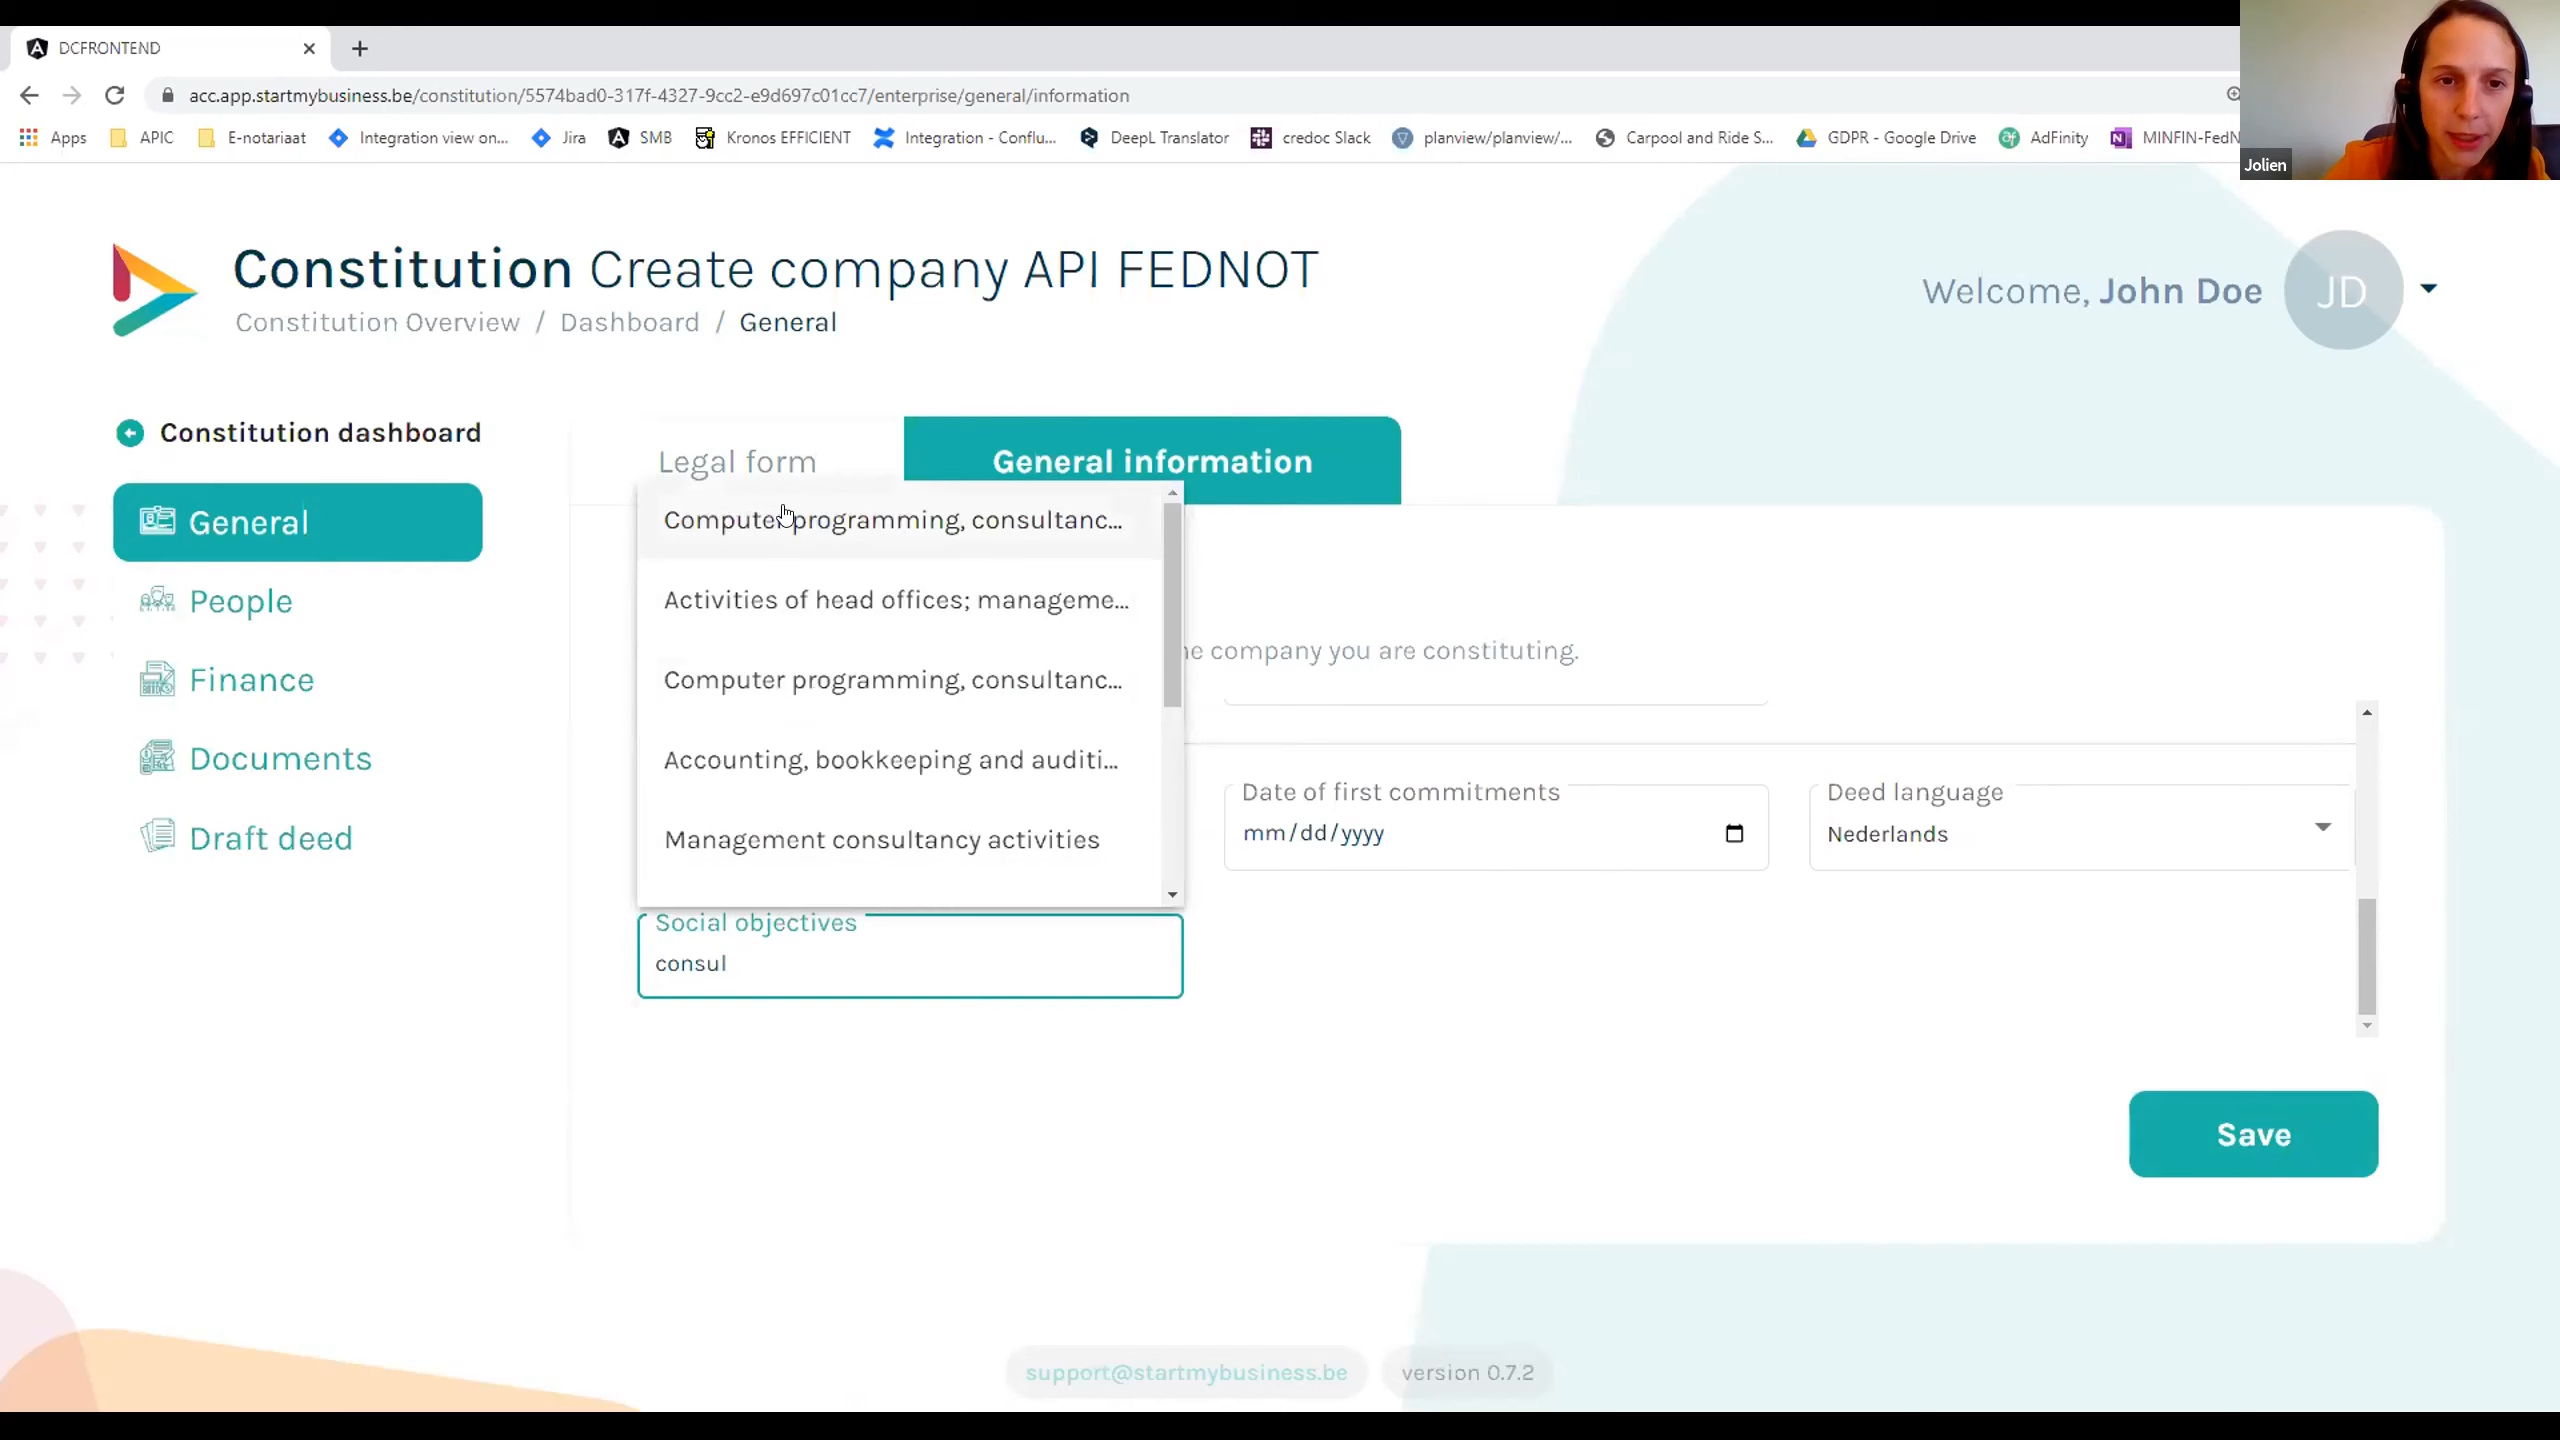 DCFRONTEND
acc.app.startmybusiness.be/constitution/5574bad0-317f-4327-9cc2-e9d697c01cc7/enterprise/general/information
Apps APIC E-notariaat Integration view on... Jira SMB Kronos EFFICIENT Integration - Conflu... DeepL Translator credoc Slack planview/planview/... Carpool and Ride S... GDPR - Google Drive AdFinity MINFIN-FedN
Jolien
Constitution Create company API FEDNOT
Constitution Overview / Dashboard / General
Welcome, John Doe
JD
Constitution dashboard
General
People
Finance
Documents
Draft deed
Legal form
General information
Computer programming, consultanc...
Activities of head offices; manageme...
Computer programming, consultanc...
Accounting, bookkeeping and auditi...
Management consultancy activities
e company you are constituting.
Date of first commitments
mm/dd/yyyy
Deed language
Nederlands
Social objectives
consul
Save
support@startmybusiness.be
version 0.7.2